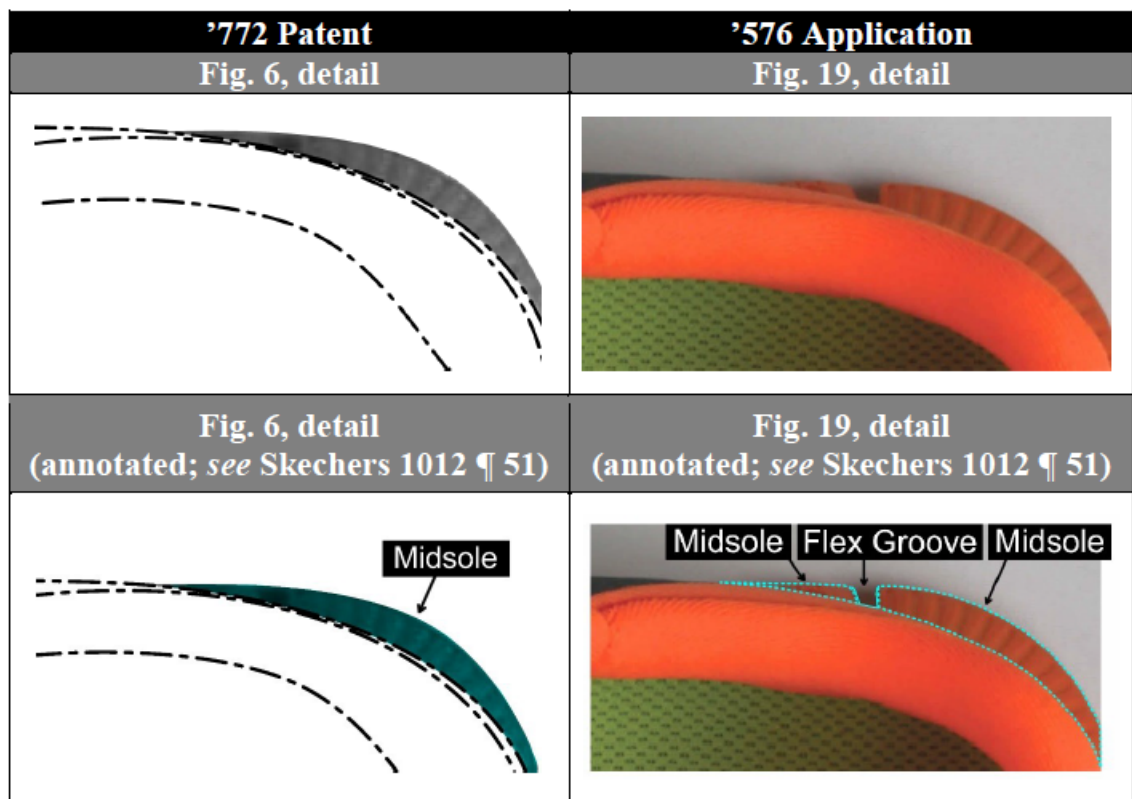 ’772 Patent
’576 Application
Fig. 6, detail
Fig. 19, detail
Fig. 6, detail
(annotated; see Skechers 1012 ¶ 51)
Fig. 19, detail
(annotated; see Skechers 1012 ¶ 51)
Midsole
Midsole
Flex Groove
Midsole